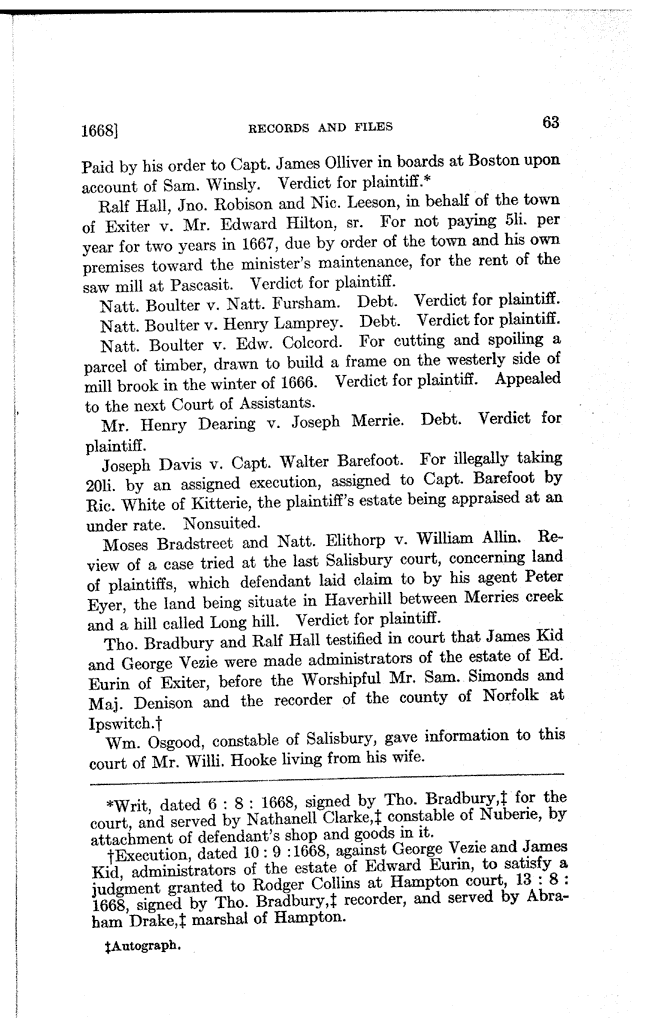 1668] RECORDS AND FILES 63
Paid by his order to Capt. James Olliver in boards at Boston upon
account of Sam. Winsly. Verdict for plaintiff.*
Ralf Hall, Jno. Robison and Nic. Leeson, in behalf of the town
of Exiter v. Mr. Edward Hilton, sr. For not paying 5li. per
year for two years in 1667, due by order of the town and his own
premises toward the minister's maintenance, for the rent of the
saw mill at Pascasit. Verdict for plaintiff.
Natt. Boulter v. Natt. Fursham. Debt. Verdict for plaintiff.
Natt. Boulter v. Henry Lamprey. Debt. Verdict for plaintiff.
Natt. Boulter v. Edw. Colcord. For cutting and spoiling a
parcel of timber, drawn to build a frame on the westerly side of
mill brook in the winter of 1666. Verdict for plaintiff. Appealed
to the next Court of Assistants.
Mr. Henry Dearing v. Joseph Merrie. Debt. Verdict for
plaintiff.
Joseph Davis v. Capt. Walter Barefoot. For illegally taking
20li. by an assigned execution, assigned to Capt. Barefoot by
Ric. White of Kitterie, the plaintiff's estate being appraised at an
under rate. Nonsuited.
Moses Bradstreet and Natt. Elithorp v. William Allin. Re-
view of a case tried at the last Salisbury court, concerning land
of plaintiffs, which defendant laid claim to by his agent Peter
Eyer, the land being situate in Haverhill between Merries creek
and a hill called Long hill. Verdict for plaintiff.
Tho. Bradbury and Ralf Hall testified in court that James Kid
and George Vezie were made administrators of the estate of Ed.
Eurin of Exiter, before the Worshipful Mr. Sam. Simonds and
Maj. Denison and the recorder of the county of Norfolk at
Ipswitch.†
Wm. Osgood, constable of Salisbury, gave information to this
court of Mr. Willi. Hooke living from his wife.
*Writ, dated 6 : 8 : 1668, signed by Tho. Bradbury,‡ for the
court, and served by Nathanell Clarke,‡ constable of Nuberie, by
attachment of defendant's shop and goods in it.
†Execution, dated 10 : 9 :1668, against George Vezie and James
Kid, administrators of the estate of Edward Eurin, to satisfy a
judgment granted to Rodger Collins at Hampton court, 13 : 8 :
1668, signed by Tho. Bradbury,‡ recorder, and served by Abra-
ham Drake,‡ marshal of Hampton.
‡Autograph.